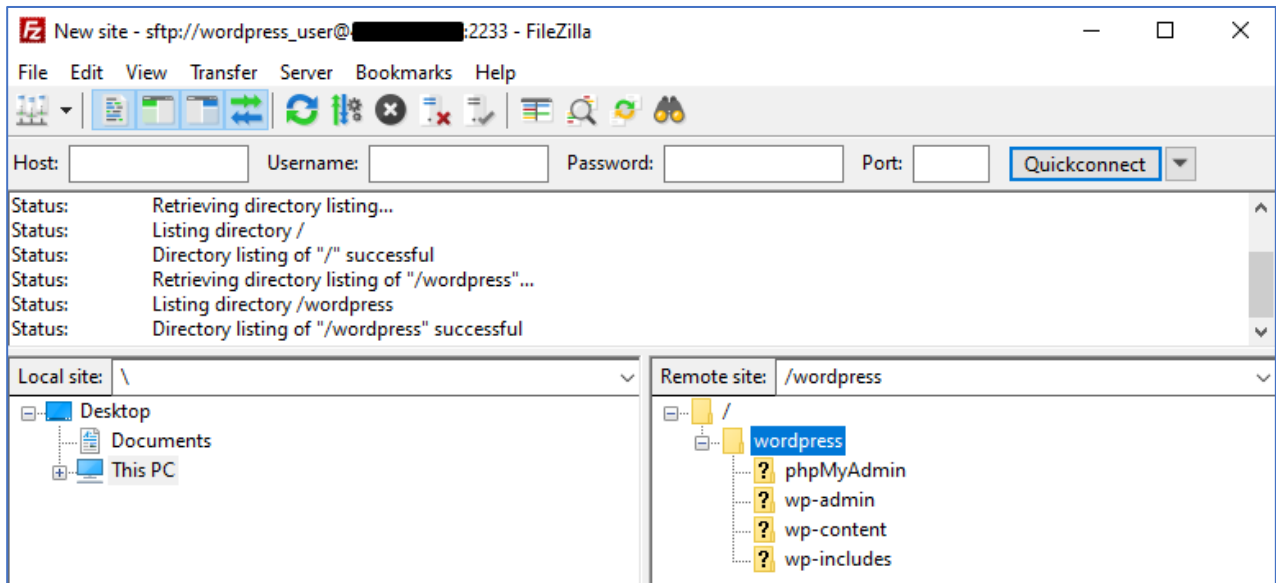 New site - sftp://wordpress_user@ :2233 - FileZilla
File Edit View Transfer Server Bookmarks Help
Host: Username: Password: Port: Quickconnect
Status: Retrieving directory listing...
Status: Listing directory /
Status: Directory listing of "/" successful
Status: Retrieving directory listing of "/wordpress"...
Status: Listing directory /wordpress
Status: Directory listing of "/wordpress" successful
Local site: \ Remote site: /wordpress
Desktop /
Documents wordpress
This PC phpMyAdmin
wp-admin
wp-content
wp-includes